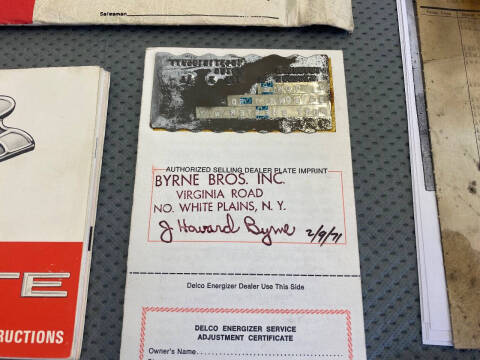 Salesman
AUTHORIZED SELLING DEALER PLATE IMPRINT
BYRNE BROS. INC.
VIRGINIA ROAD
NO. WHITE PLAINS, N. Y.
J Howard Byrne 2/9/71
Delco Energizer Dealer Use This Side
DELCO ENERGIZER SERVICE
ADJUSTMENT CERTIFICATE
Owner's Name
TE
RUCTIONS